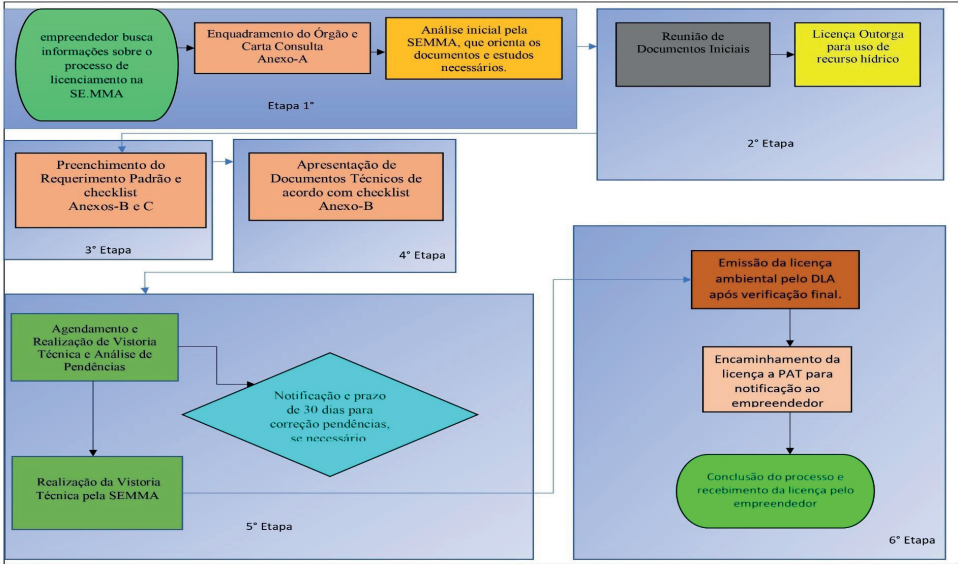 empreendedor busca
informações sobre o
processo de
licenciamento na
SE.MMA
Enquadramento do Órgão e
Carta Consulta
Anexo-A
Análise inicial pela
SEMMA, que orienta os
documentos e estudos
necessários.
Etapa 1°
Reunião de
Documentos Iniciais
Licença Outorga
para uso de
recurso hídrico
2° Etapa
Preenchimento do
Requerimento Padrão e
checklist
Anexos-B e C
3° Etapa
Apresentação de
Documentos Técnicos de
acordo com checklist
Anexo-B
4° Etapa
Agendamento e
Realização de Vistoria
Técnica e Análise de
Pendências
Notificação e prazo
de 30 dias para
correção pendências,
se necessário
Realização da Vistoria
Técnica pela SEMMA
5° Etapa
Emissão da licença
ambiental pelo DLA
após verificação final.
Encaminhamento da
licença a PAT para
notificação ao
empreendedor
Conclusão do processo e
recebimento da licença pelo
empreendedor
6° Etapa